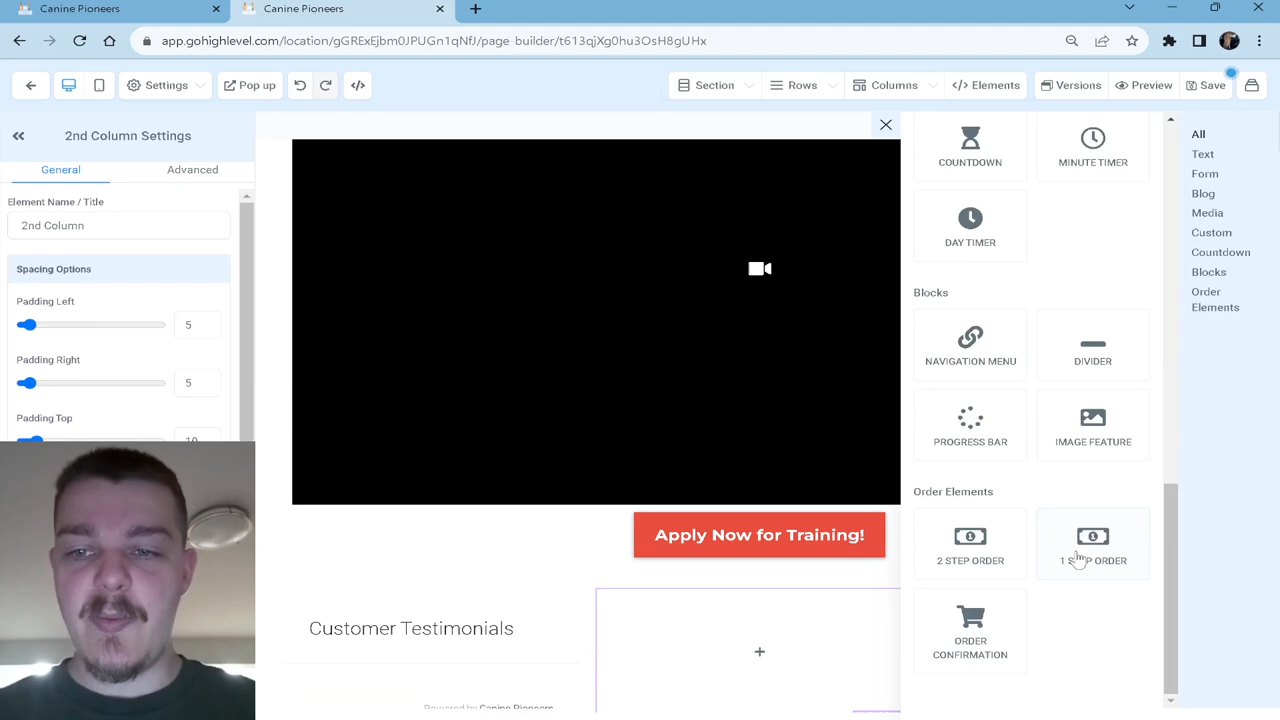 Canine Pioneers
Canine Pioneers
app.gohighlevel.com/location/gGRExEjbm0JPUGn1qNfJ/page-builder/t613qjXg0hu3OsH8gUHx
Settings
Pop up
Section
Rows
Columns
</> Elements
Versions
Preview
Save
2nd Column Settings
General
Advanced
Element Name / Title
2nd Column
Spacing Options
Padding Left
5
Padding Right
5
Padding Top
10
Apply Now for Training!
Customer Testimonials
Powered by Canine Pioneers
COUNTDOWN
MINUTE TIMER
DAY TIMER
Blocks
NAVIGATION MENU
DIVIDER
PROGRESS BAR
IMAGE FEATURE
Order Elements
2 STEP ORDER
1 STEP ORDER
ORDER
CONFIRMATION
All
Text
Form
Blog
Media
Custom
Countdown
Blocks
Order
Elements